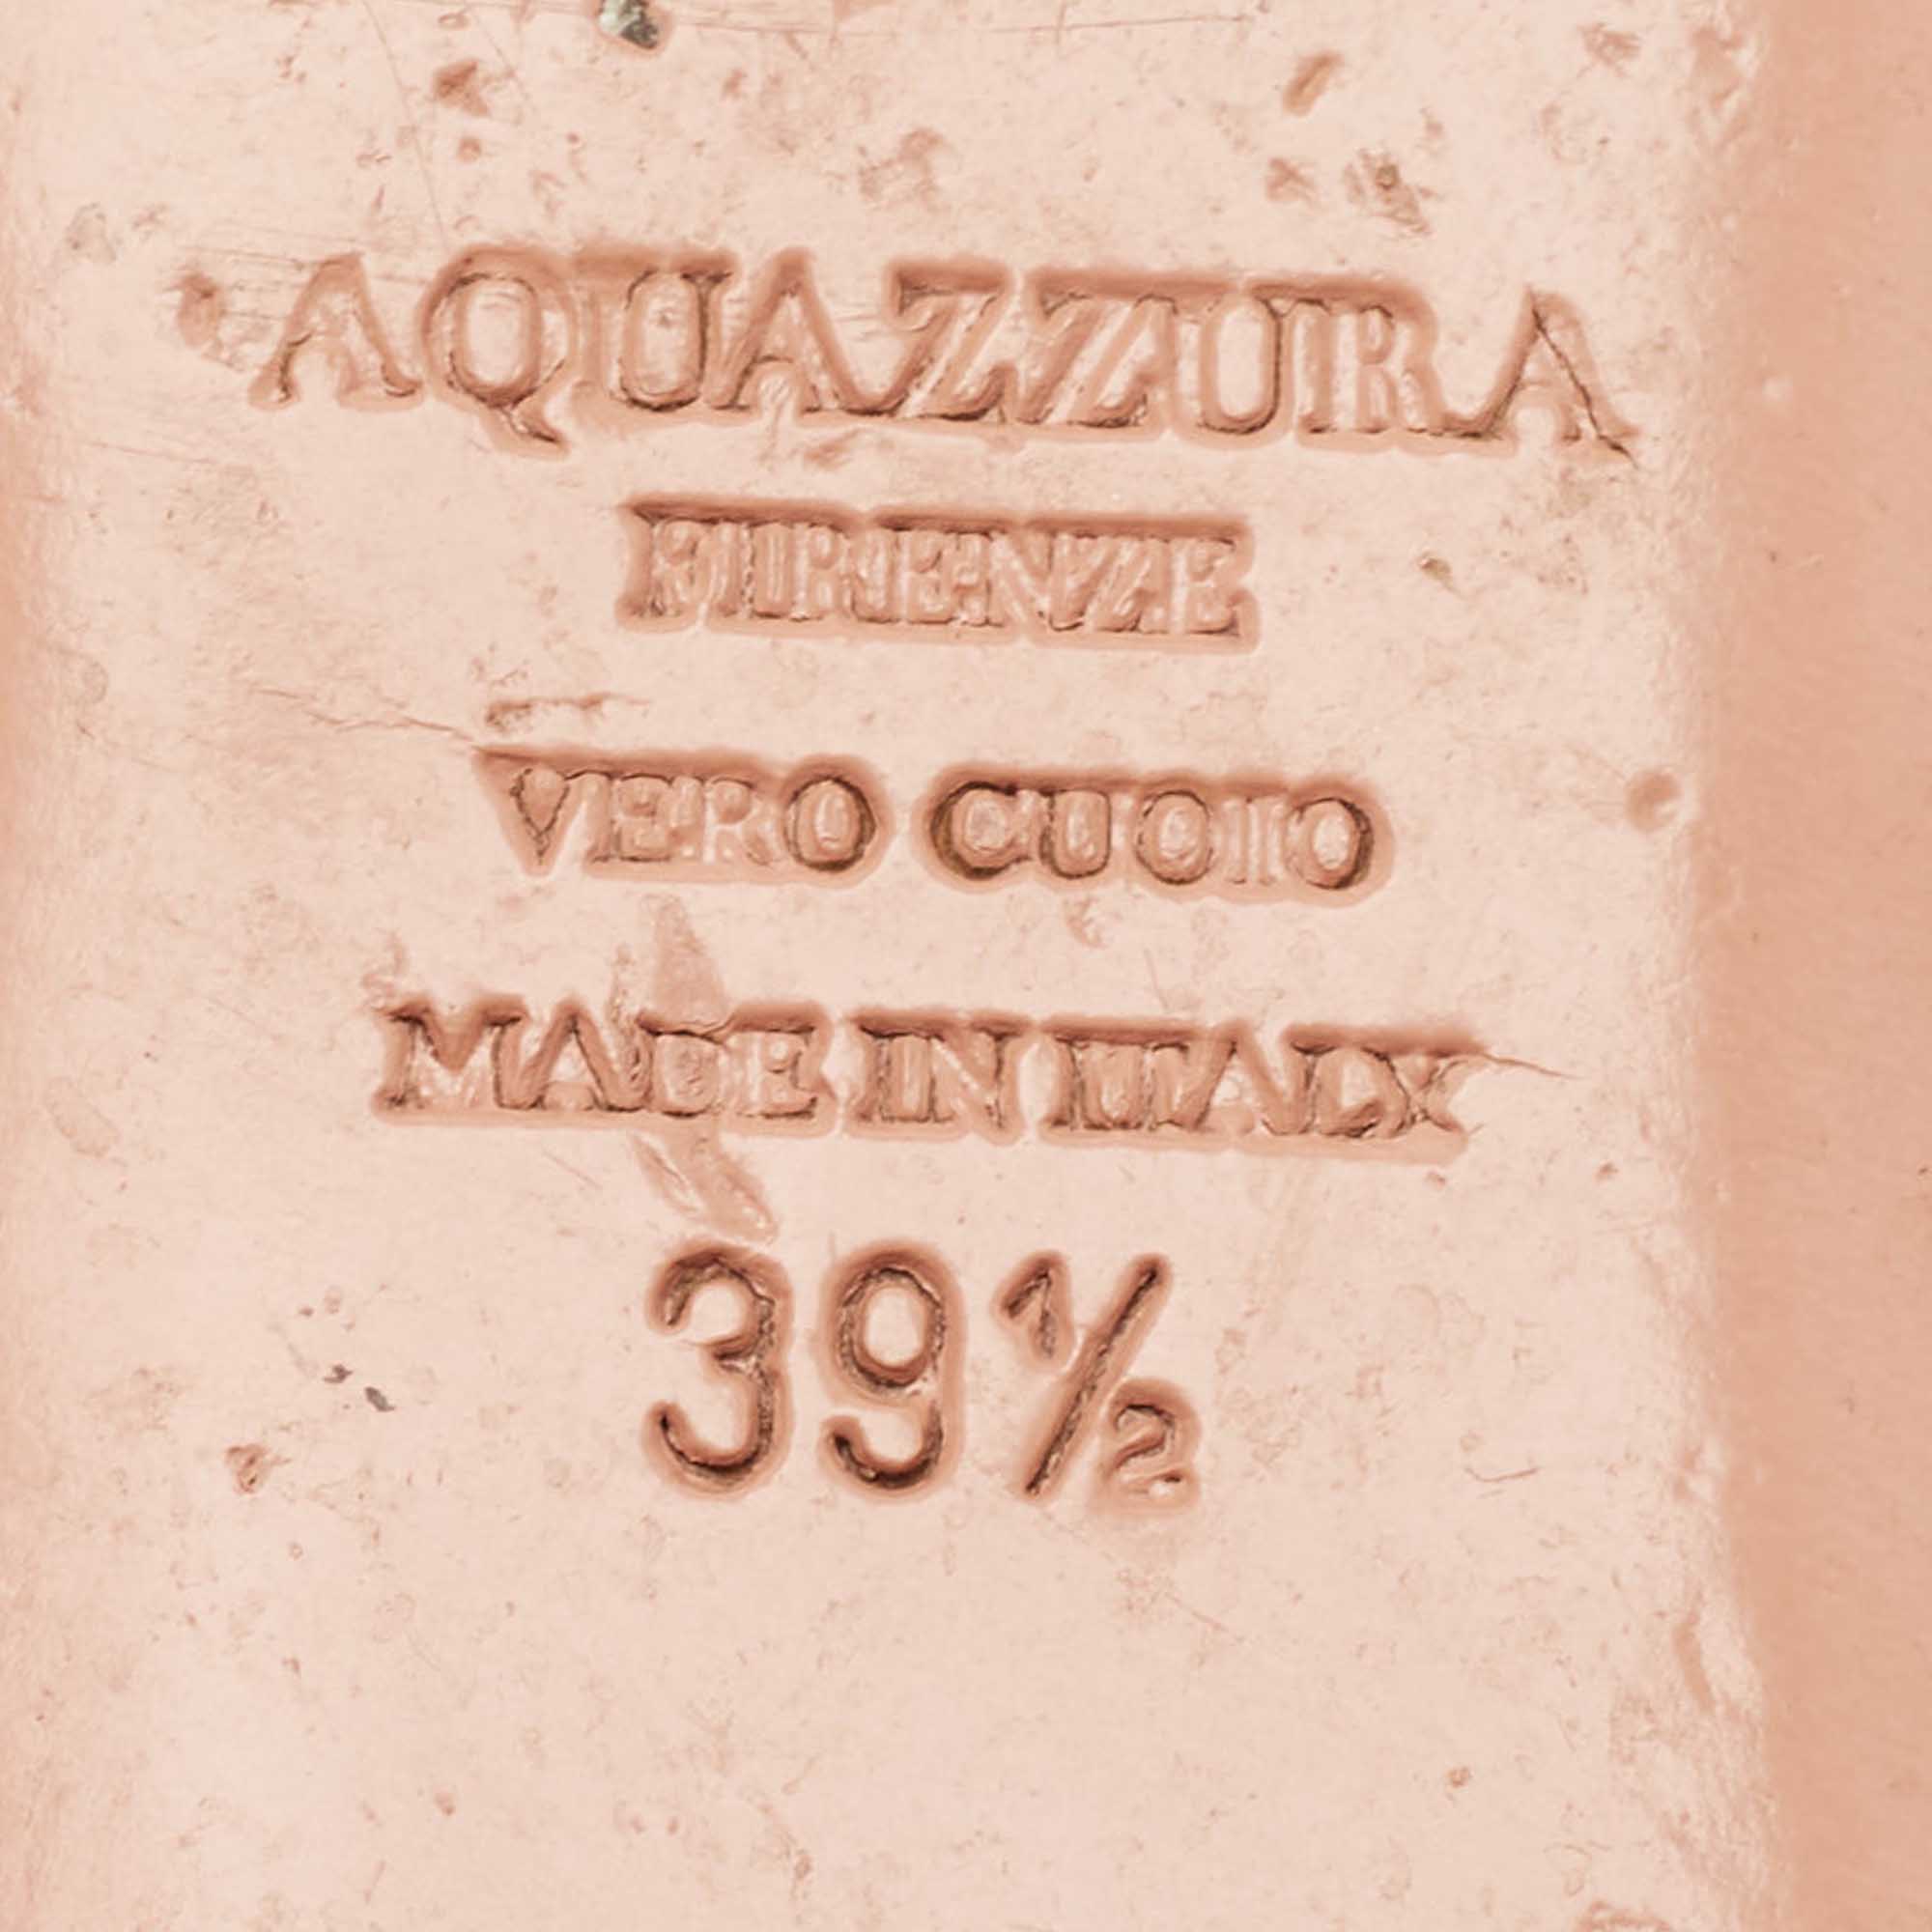 AQUAZZURA
FIRENZE
VERO CUOIO
MADE IN ITALY
39½